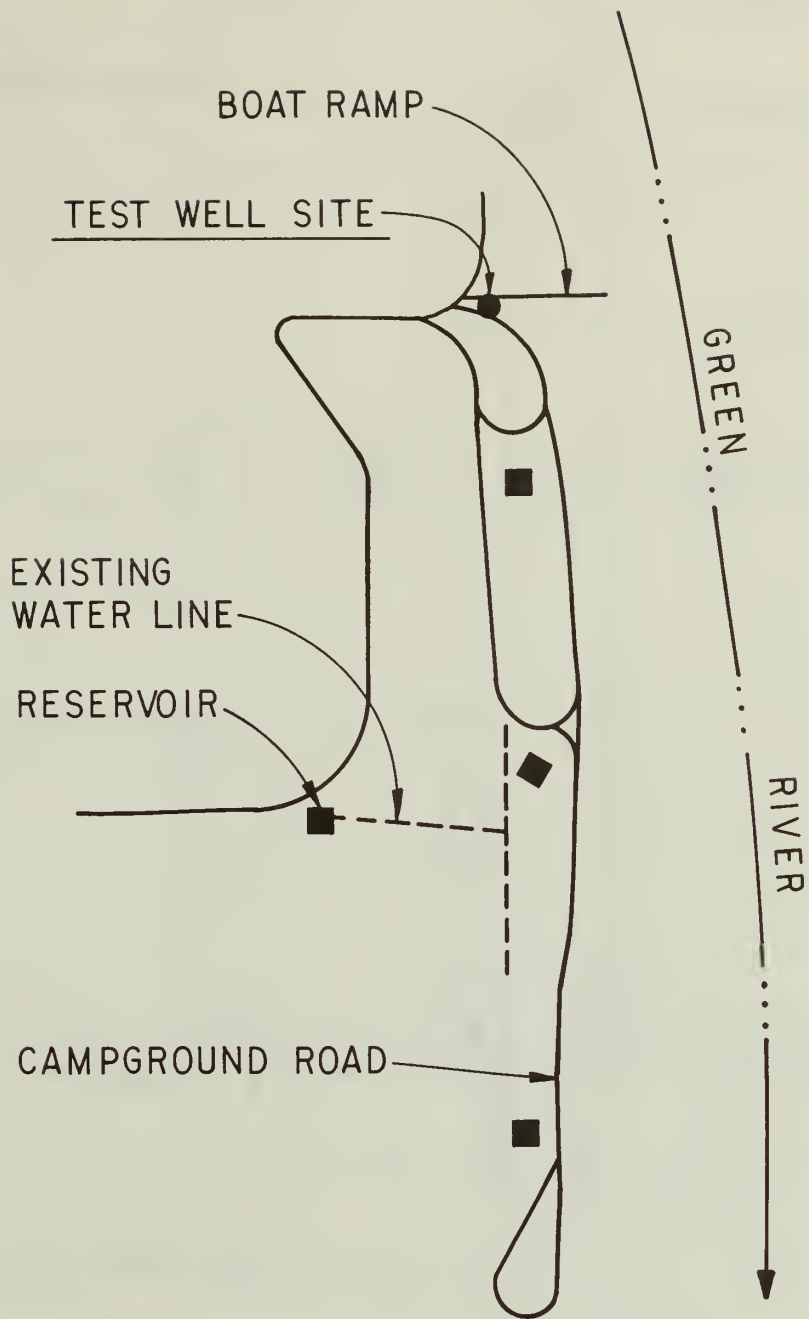 BOAT RAMP
TEST WELL SITE
GREEN
EXISTING
WATER LINE
RESERVOIR
RIVER
CAMPGROUND ROAD